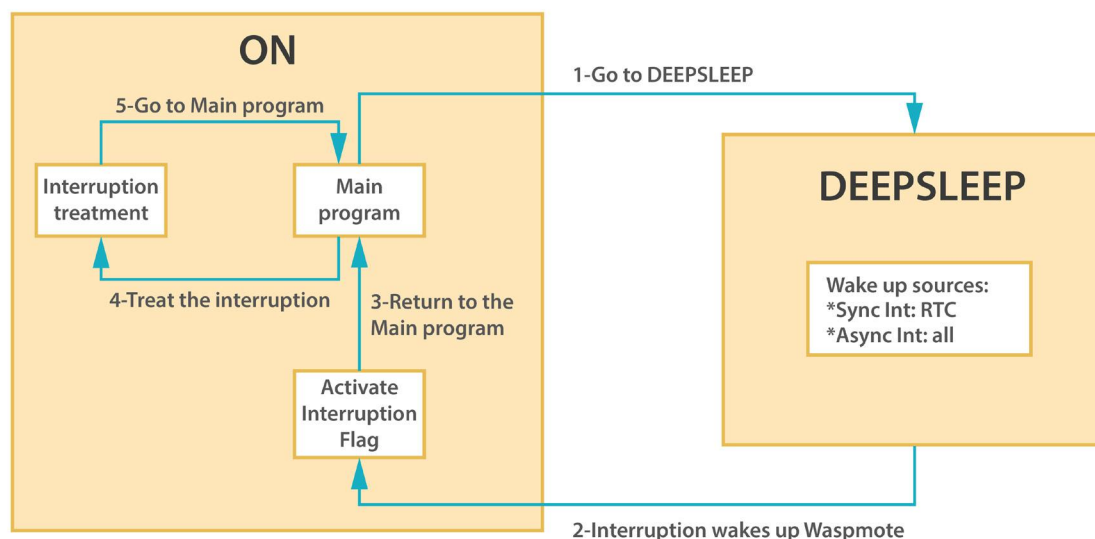 ON
1-Go to DEEPSLEEP
5-Go to Main program
Interruption
treatment
Main
program
DEEPSLEEP
Wake up sources:
*Sync Int: RTC
*Async Int: all
4-Treat the interruption
3-Return to the
Main program
Activate
Interruption
Flag
2-Interruption wakes up Waspmote